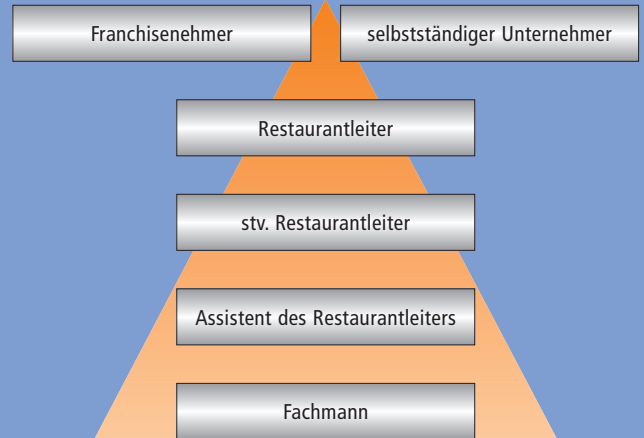 Franchisenehmer
selbstständiger Unternehmer
Restaurantleiter
stv. Restaurantleiter
Assistent des Restaurantleiters
Fachmann